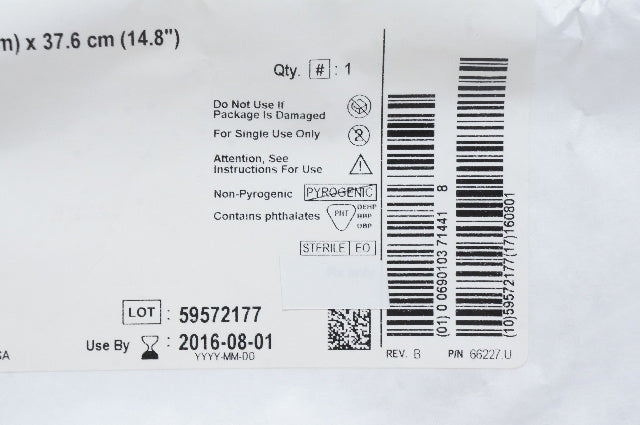 m) x 37.6 cm (14.8")
Qty. # : 1
Do Not Use If
Package Is Damaged
For Single Use Only
Attention, See
Instructions For Use
Non-Pyrogenic PYROGENIC
Contains phthalates PHT DEHP
BBP
DBP
STERILE EO
LOT : 59572177
Use By : 2016-08-01
YYYY-MM-DD
REV. B P/N 66227.U
(01) 0 0690103 71441 8
(10)59572177(17)160801